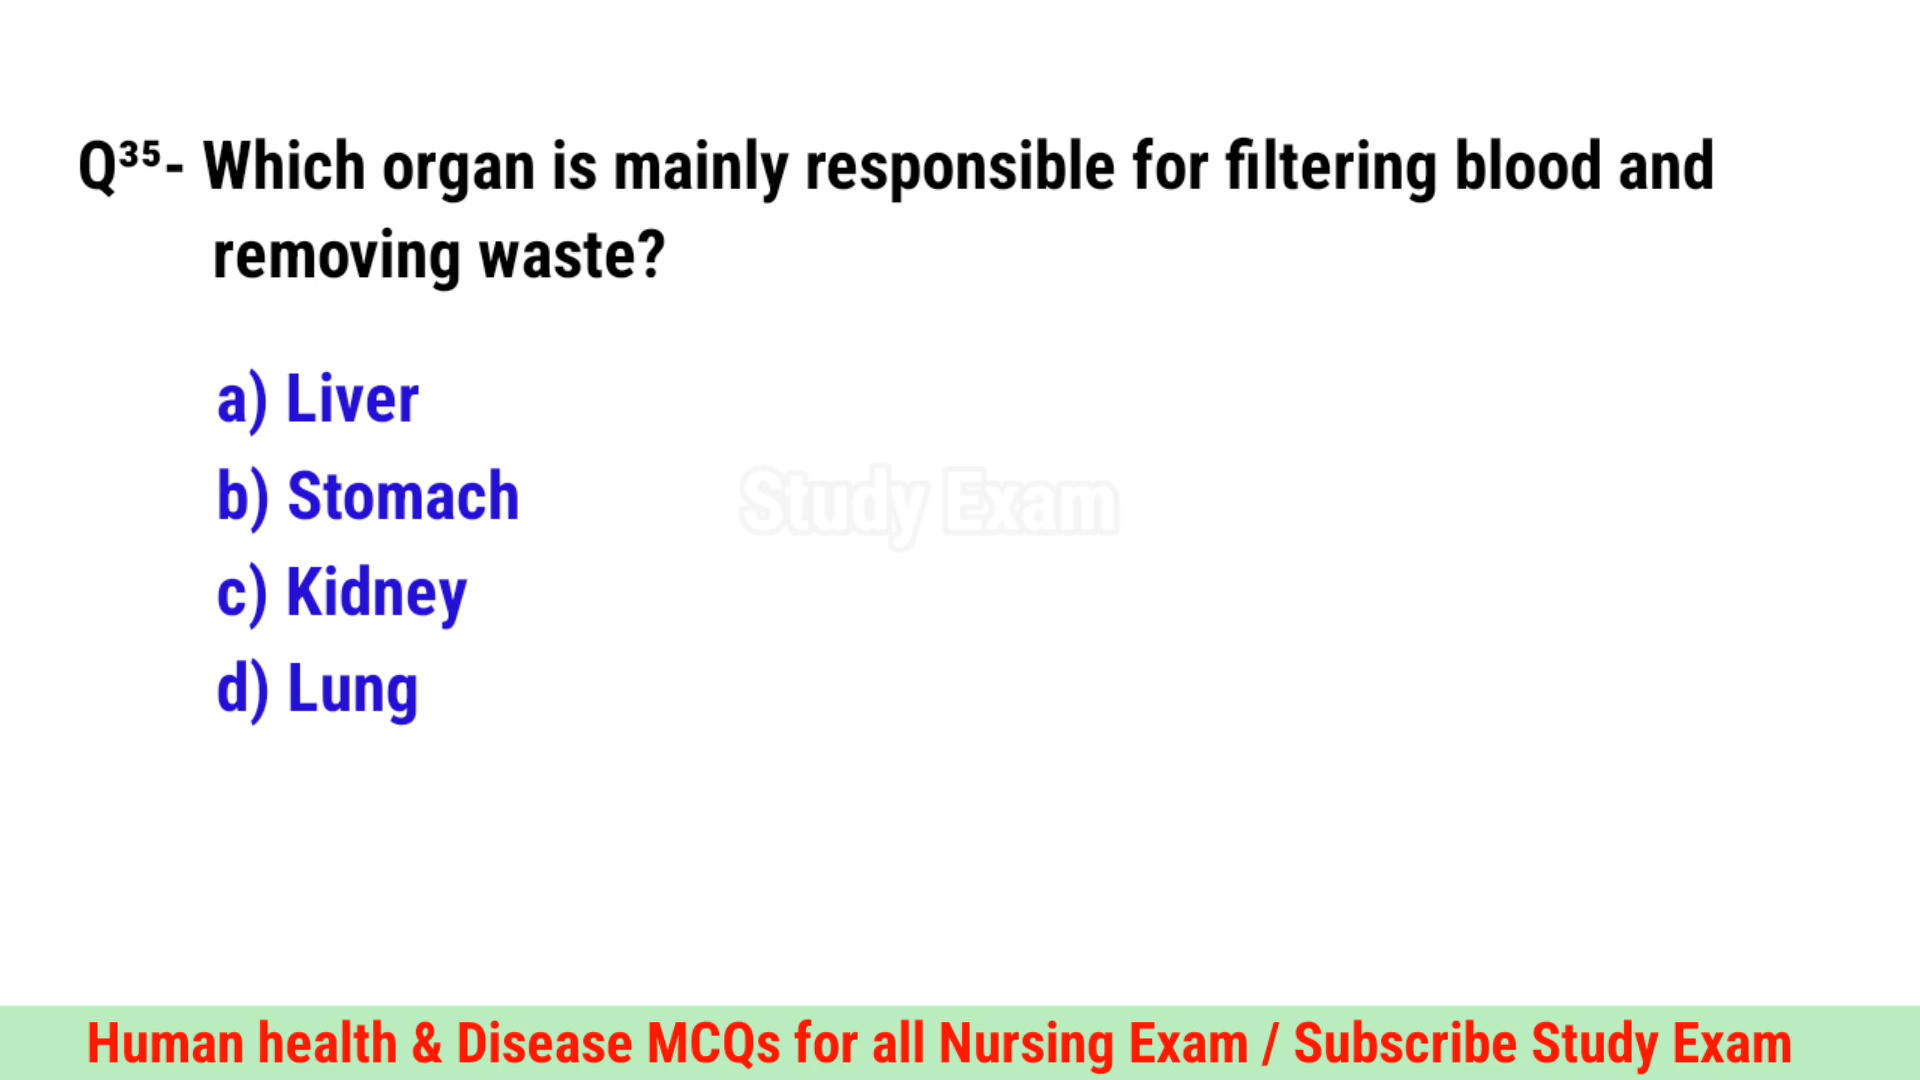 Q³⁵- Which organ is mainly responsible for filtering blood and
removing waste?
a) Liver
b) Stomach
Study Exam
c) Kidney
d) Lung
Human health & Disease MCQs for all Nursing Exam / Subscribe Study Exam